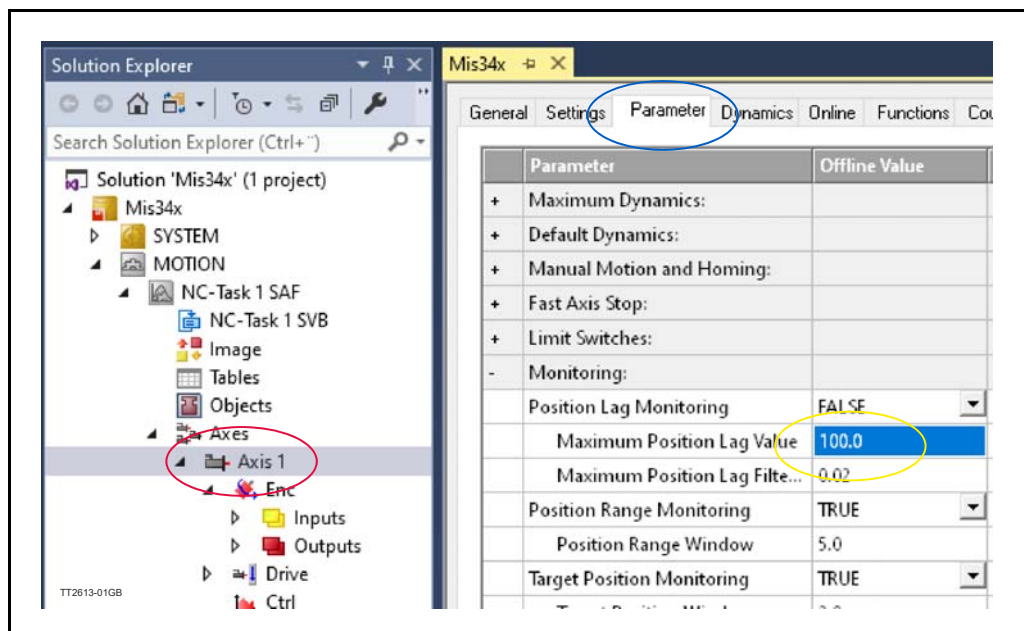 Solution Explorer
Search Solution Explorer (Ctrl+¨)
Solution 'Mis34x' (1 project)
Mis34x
SYSTEM
MOTION
NC-Task 1 SAF
NC-Task 1 SVB
Image
Tables
Objects
Axes
Axis 1
Enc
Inputs
Outputs
Drive
Ctrl
TT2613-01GB
Mis34x
General Settings Parameter Dynamics Online Functions Cou
Parameter Offline Value
+ Maximum Dynamics:
+ Default Dynamics:
+ Manual Motion and Homing:
+ Fast Axis Stop:
+ Limit Switches:
- Monitoring:
Position Lag Monitoring FALSE
Maximum Position Lag Value 100.0
Maximum Position Lag Filte... 0.02
Position Range Monitoring TRUE
Position Range Window 5.0
Target Position Monitoring TRUE